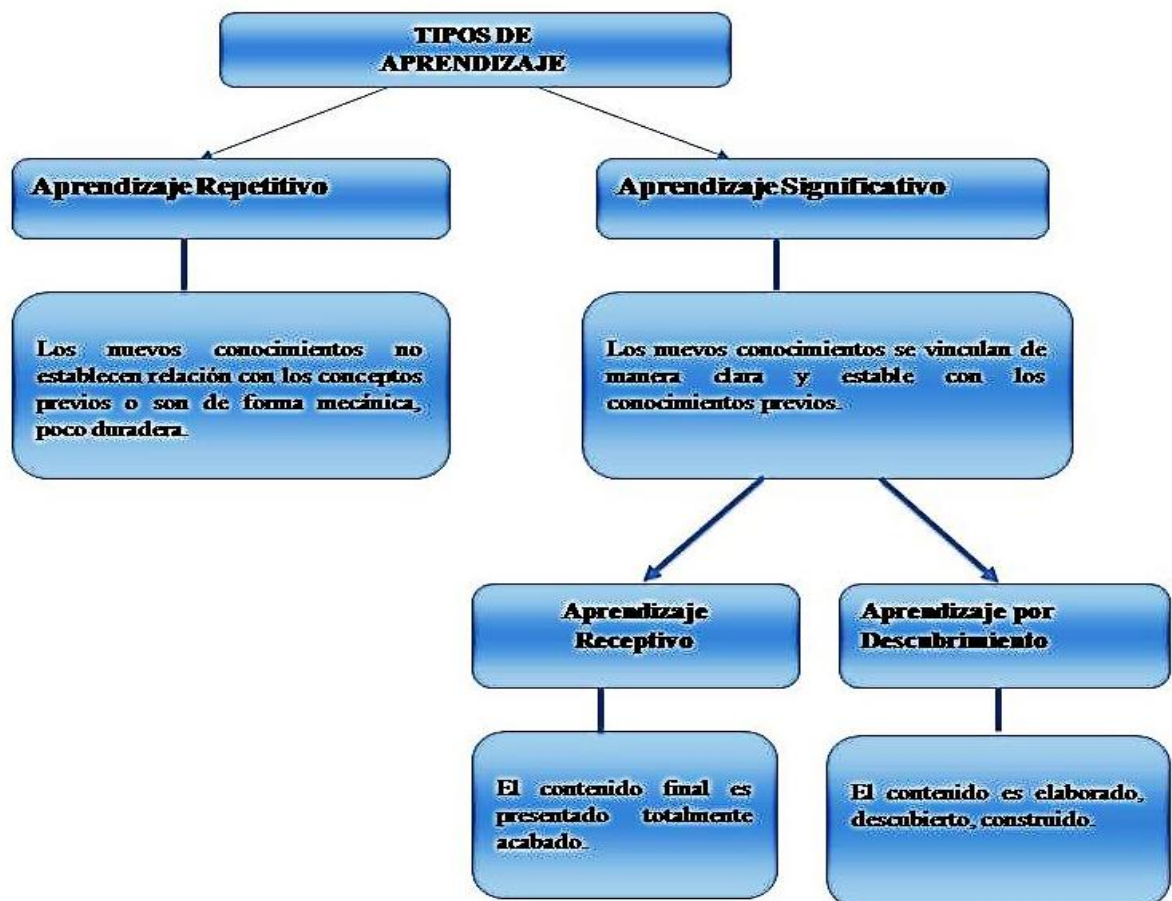 TIPOS DE
APRENDIZAJE
Aprendizaje Repetitivo
Aprendizaje Significativo
Los nuevos conocimientos no
establecen relación con los conceptos
previos o son de forma mecánica,
poco duradera.
Los nuevos conocimientos se vinculan de
manera clara y estable con los
conocimientos previos.
Aprendizaje
Receptivo
Aprendizaje por
Descubrimiento
El contenido final es
presentado totalmente
acabado.
El contenido es elaborado,
descubierto, construido.